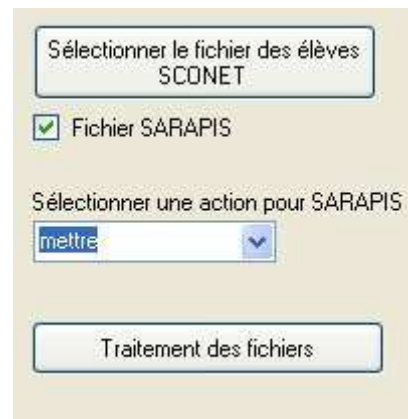 Sélectionner le fichier des élèves
SCONET
Fichier SARAPIS
Sélectionner une action pour SARAPIS
mettre
Traitement des fichiers